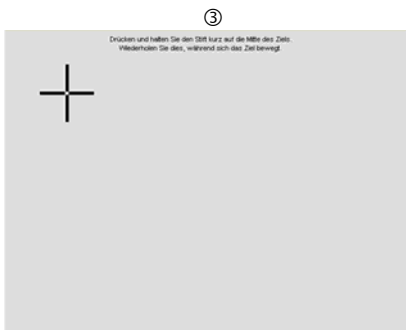 ③
Drücken und halten Sie den Stift kurz auf die Mitte des Ziels.
Wiederholen Sie dies, während sich das Ziel bewegt.